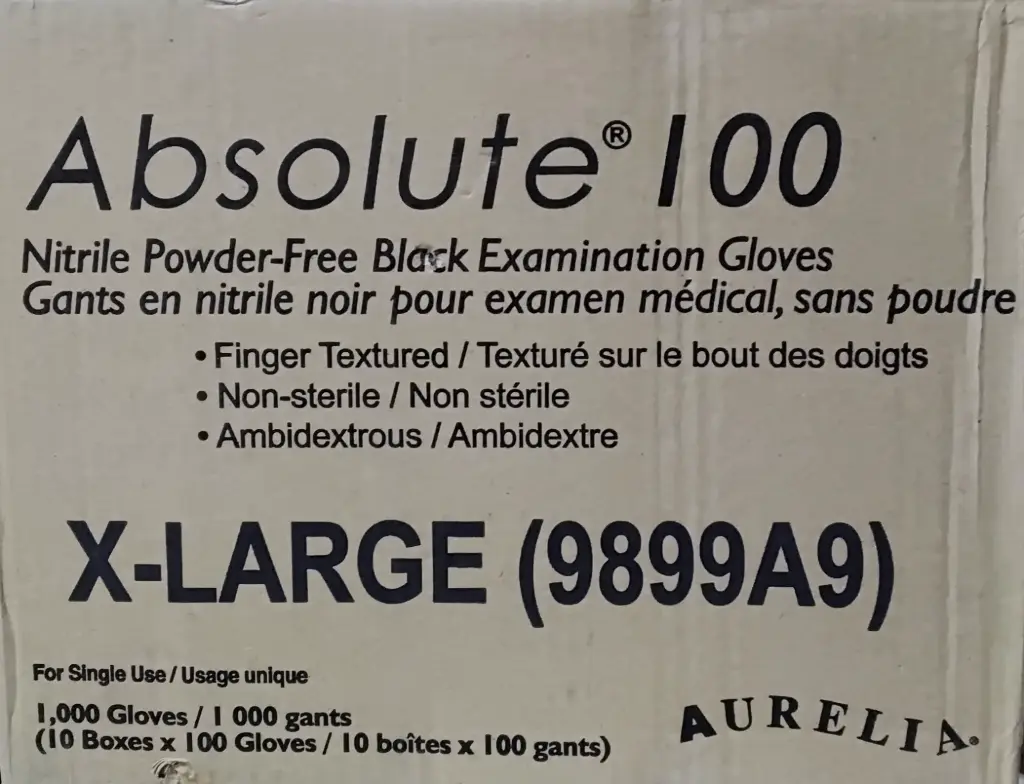 Absolute® 100
Nitrile Powder-Free Black Examination Gloves
Gants en nitrile noir pour examen médical, sans poudre
• Finger Textured / Texturé sur le bout des doigts
• Non-sterile / Non stérile
• Ambidextrous / Ambidextre
X-LARGE (9899A9)
For Single Use / Usage unique
1,000 Gloves / 1 000 gants
(10 Boxes x 100 Gloves / 10 boîtes x 100 gants)
AURELIA®